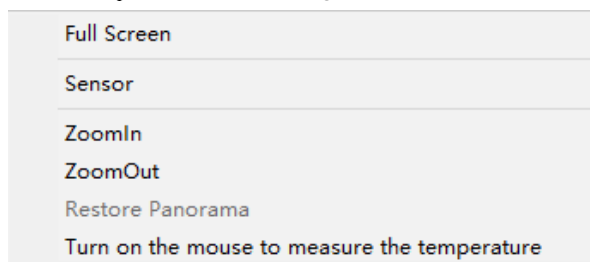 Full Screen
Sensor
ZoomIn
ZoomOut
Restore Panorama
Turn on the mouse to measure the temperature